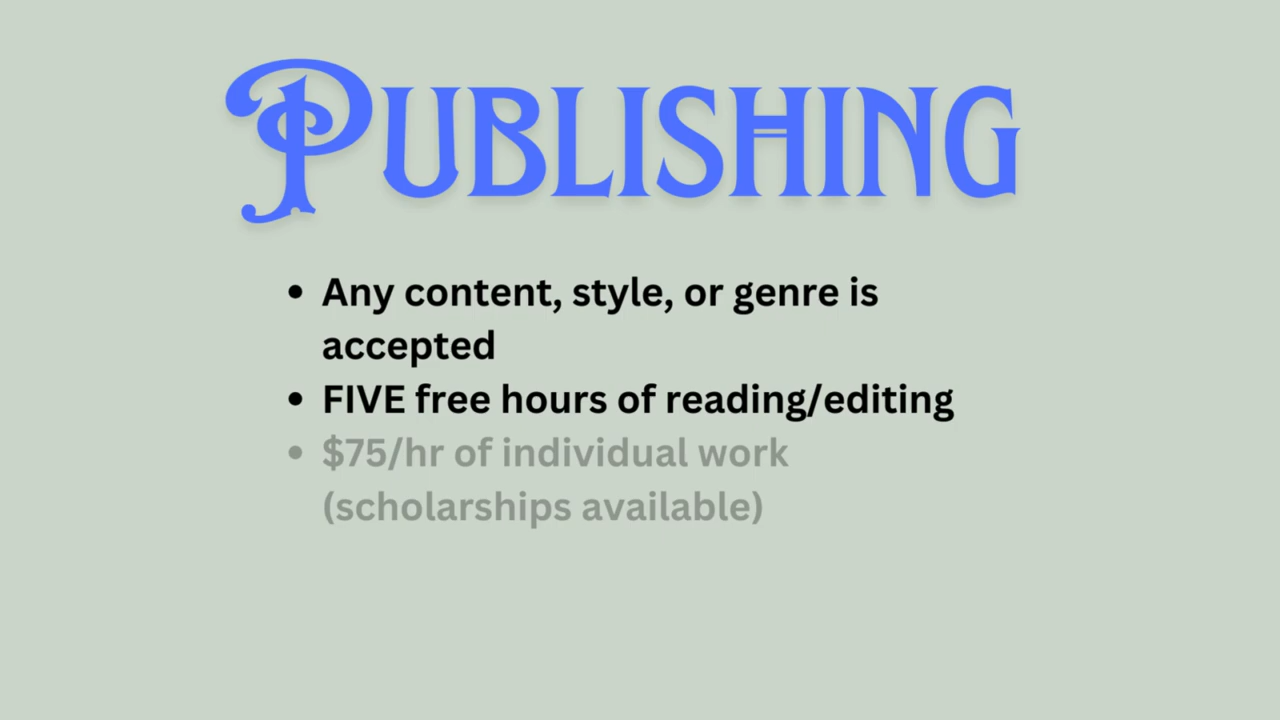 PUBLISHING
• Any content, style, or genre is
accepted
• FIVE free hours of reading/editing
• $75/hr of individual work
(scholarships available)